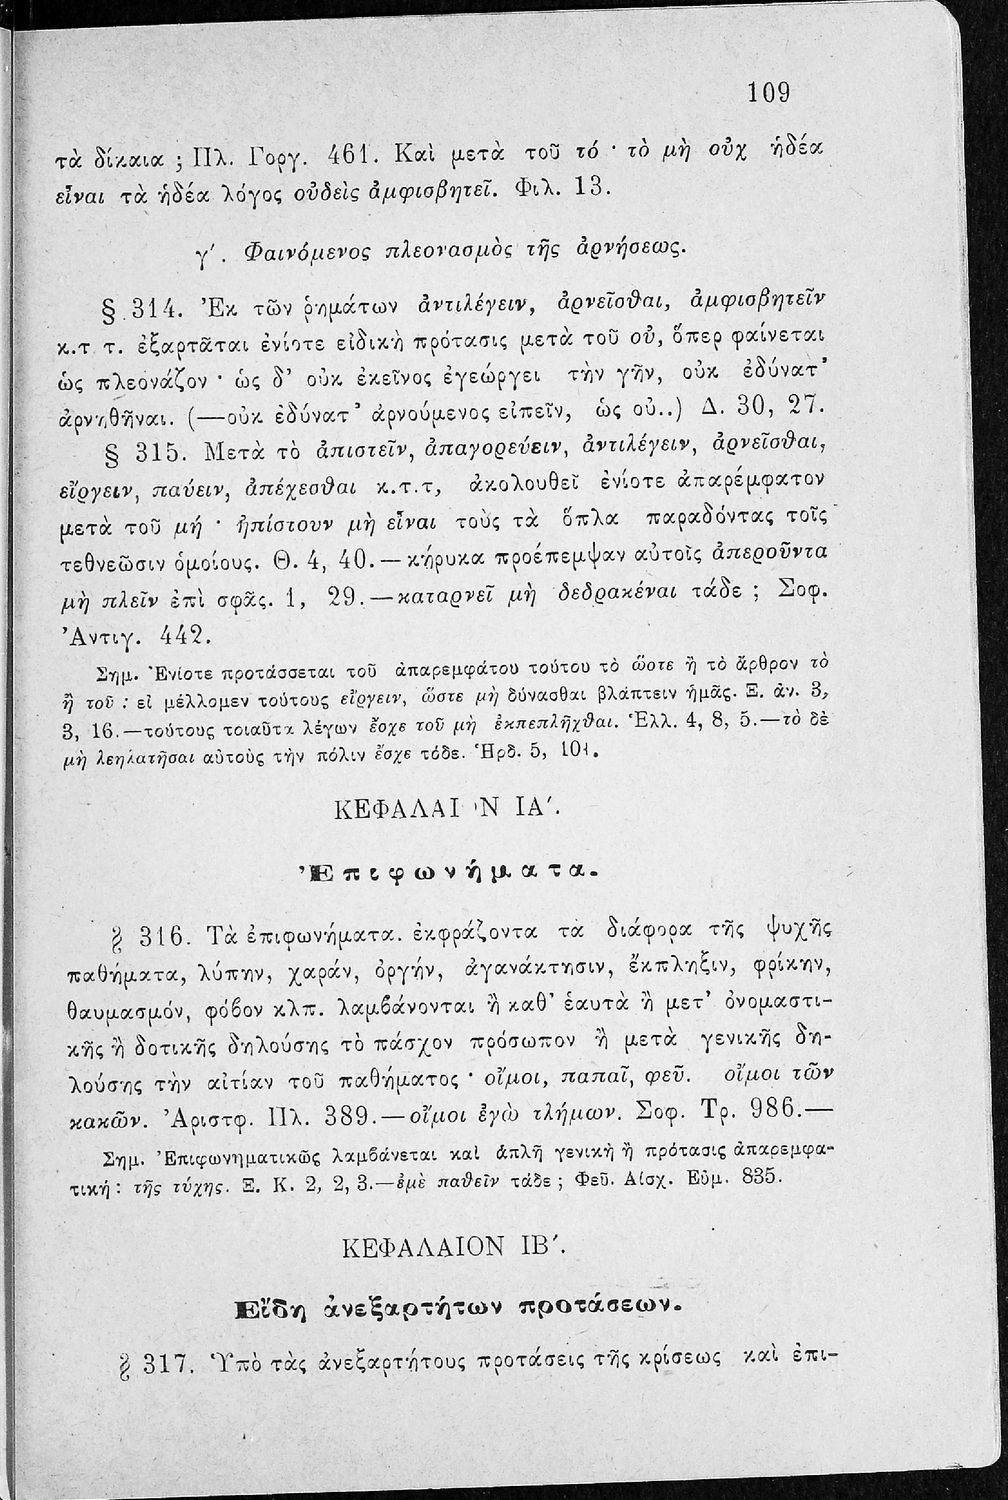 109
τὰ δίκαια ; Πλ. Γοργ. 461. Καὶ μετὰ τοῦ τό · τὸ μὴ οὐχ ἡδέα
εἶναι τὰ ἡδέα λόγος οὐδεὶς ἀμφισβητεῖ. Φιλ. 13.
γ΄. Φαινόμενος πλεονασμὸς τῆς ἀρνήσεως.
§ 314. Ἐκ τῶν ῥημάτων ἀντιλέγειν, ἀρνεῖσθαι, ἀμφισβητεῖν
κ.τ τ. ἐξαρτᾶται ἐνίοτε εἰδικὴ πρότασις μετὰ τοῦ οὐ, ὅπερ φαίνεται
ὡς πλεονάζον · ὡς δ' οὐκ ἐκεῖνος ἐγεώργει τὴν γῆν, οὐκ ἐδύνατ'
ἀρνηθῆναι. (—οὐκ ἐδύνατ' ἀρνούμενος εἰπεῖν, ὡς οὐ..) Δ. 30, 27.
§ 315. Μετὰ τὸ ἀπιστεῖν, ἀπαγορεύειν, ἀντιλέγειν, ἀρνεῖσθαι,
εἴργειν, παύειν, ἀπέχεσθαι κ.τ.τ, ἀκολουθεῖ ἐνίοτε ἀπαρέμφατον
μετὰ τοῦ μή · ἠπίστουν μὴ εἶναι τοὺς τὰ ὅπλα παραδόντας τοῖς
τεθνεῶσιν ὁμοίους. Θ. 4, 40.—κήρυκα προέπεμψαν αὐτοῖς ἀπεροῦντα
μὴ πλεῖν ἐπὶ σφᾶς. 1, 29.—καταρνεῖ μὴ δεδρακέναι τάδε ; Σοφ.
Ἀντιγ. 442.
Σημ. Ἐνίοτε προτάσσεται τοῦ ἀπαρεμφάτου τούτου τὸ ὥστε ἢ τὸ ἄρθρον τὸ
ἢ τοῦ : εἰ μέλλομεν τούτους εἴργειν, ὥστε μὴ δύνασθαι βλάπτειν ἡμᾶς. Ξ. ἀν. 3,
3, 16.—τούτους τοιαῦτα λέγων ἔσχε τοῦ μὴ ἐκπεπλῆχθαι. Ἑλλ. 4, 8, 5.—τὸ δὲ
μὴ λεηλατῆσαι αὐτοὺς τὴν πόλιν ἔσχε τόδε. Ἡρδ. 5, 101.
ΚΕΦΑΛΑΙΟΝ ΙΑ΄.
Ἐπιφωνήματα.
§ 316. Τὰ ἐπιφωνήματα. ἐκφράζοντα τὰ διάφορα τῆς ψυχῆς
παθήματα, λύπην, χαράν, ὀργήν, ἀγανάκτησιν, ἔκπληξιν, φρίκην,
θαυμασμόν, φόβον κλπ. λαμβάνονται ἢ καθ' ἑαυτὰ ἢ μετ' ὀνομαστι-
κῆς ἢ δοτικῆς δηλούσης τὸ πάσχον πρόσωπον ἢ μετὰ γενικῆς δη-
λούσης τὴν αἰτίαν τοῦ παθήματος · οἴμοι, παπαῖ, φεῦ. οἴμοι τῶν
κακῶν. Ἀριστφ. Πλ. 389.—οἴμοι ἐγὼ τλήμων. Σοφ. Τρ. 986.—
Σημ. Ἐπιφωνηματικῶς λαμβάνεται καὶ ἁπλῆ γενικὴ ἢ πρότασις ἀπαρεμφα-
τική : τῆς τύχης. Ξ. Κ. 2, 2, 3.—ἐμὲ παθεῖν τάδε ; Φεῦ. Αἰσχ. Εὐμ. 835.
ΚΕΦΑΛΑΙΟΝ ΙΒ΄.
Εἴδη ἀνεξαρτήτων προτάσεων.
§ 317. Ὑπὸ τὰς ἀνεξαρτήτους προτάσεις τῆς κρίσεως καὶ ἐπι-